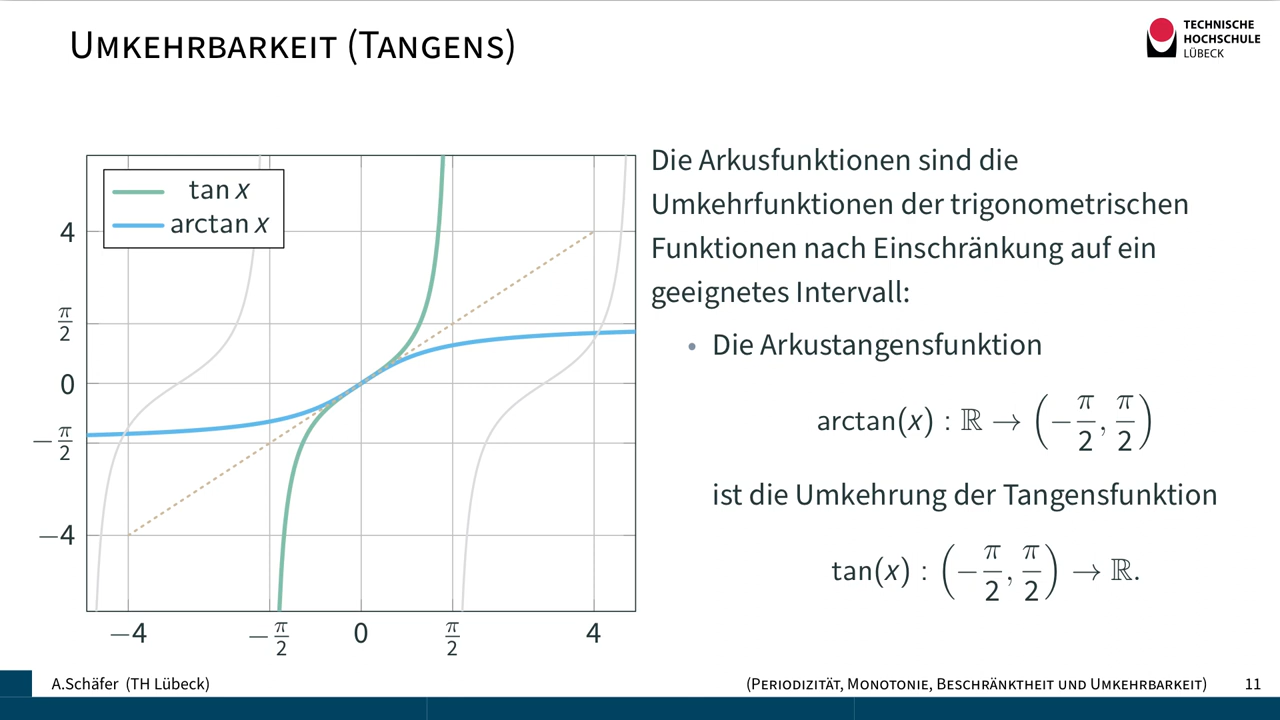 Umkehrbarkeit (Tangens)
TECHNISCHE
HOCHSCHULE
LÜBECK
tan x
arctan x
4
π/2
0
−π/2
−4
−4
−π/2
0
π/2
4
Die Arkusfunktionen sind die
Umkehrfunktionen der trigonometrischen
Funktionen nach Einschränkung auf ein
geeignetes Intervall:
• Die Arkustangensfunktion
arctan(x) : ℝ → (−π/2, π/2)
ist die Umkehrung der Tangensfunktion
tan(x) : (−π/2, π/2) → ℝ.
A.Schäfer (TH Lübeck)
(Periodizität, Monotonie, Beschränktheit und Umkehrbarkeit)
11